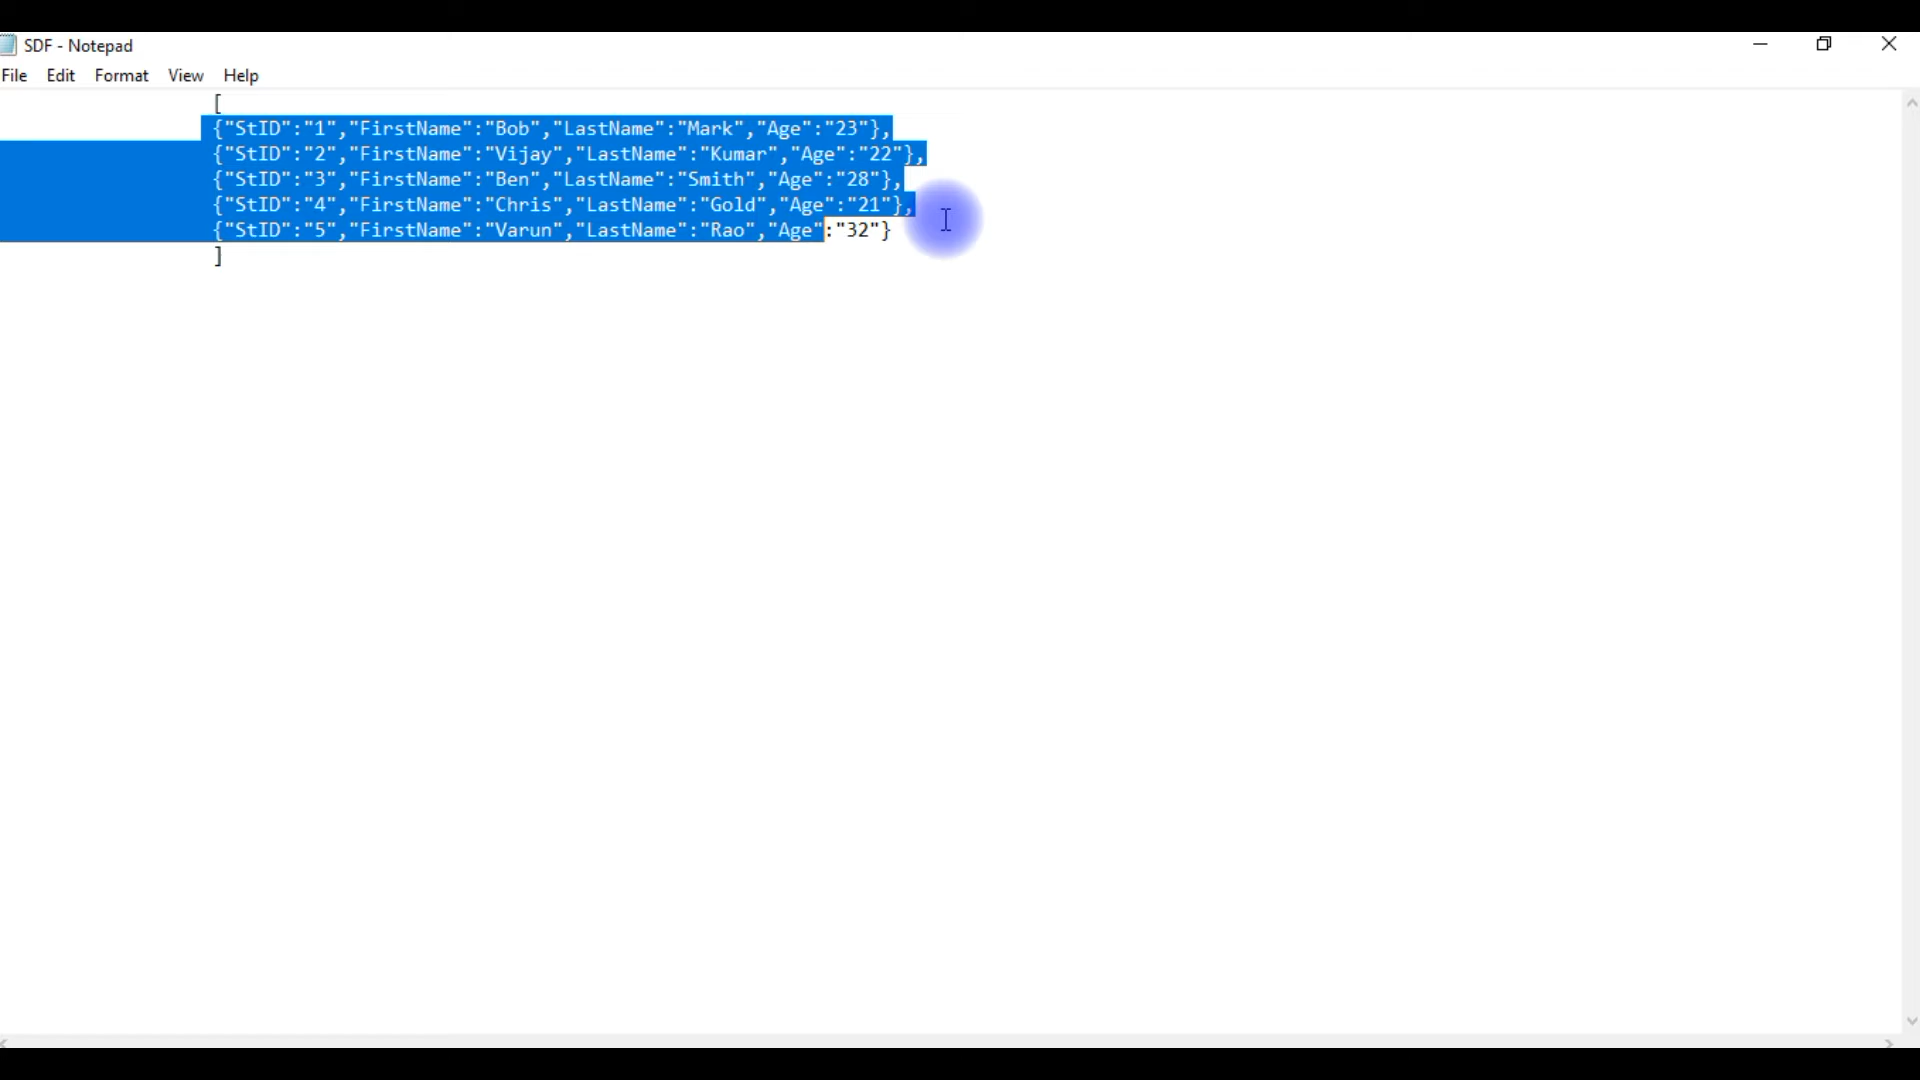 SDF - Notepad
File Edit Format View Help
[
{"StID":"1","FirstName":"Bob","LastName":"Mark","Age":"23"},
{"StID":"2","FirstName":"Vijay","LastName":"Kumar","Age":"22"},
{"StID":"3","FirstName":"Ben","LastName":"Smith","Age":"28"},
{"StID":"4","FirstName":"Chris","LastName":"Gold","Age":"21"},
{"StID":"5","FirstName":"Varun","LastName":"Rao","Age":"32"}
]